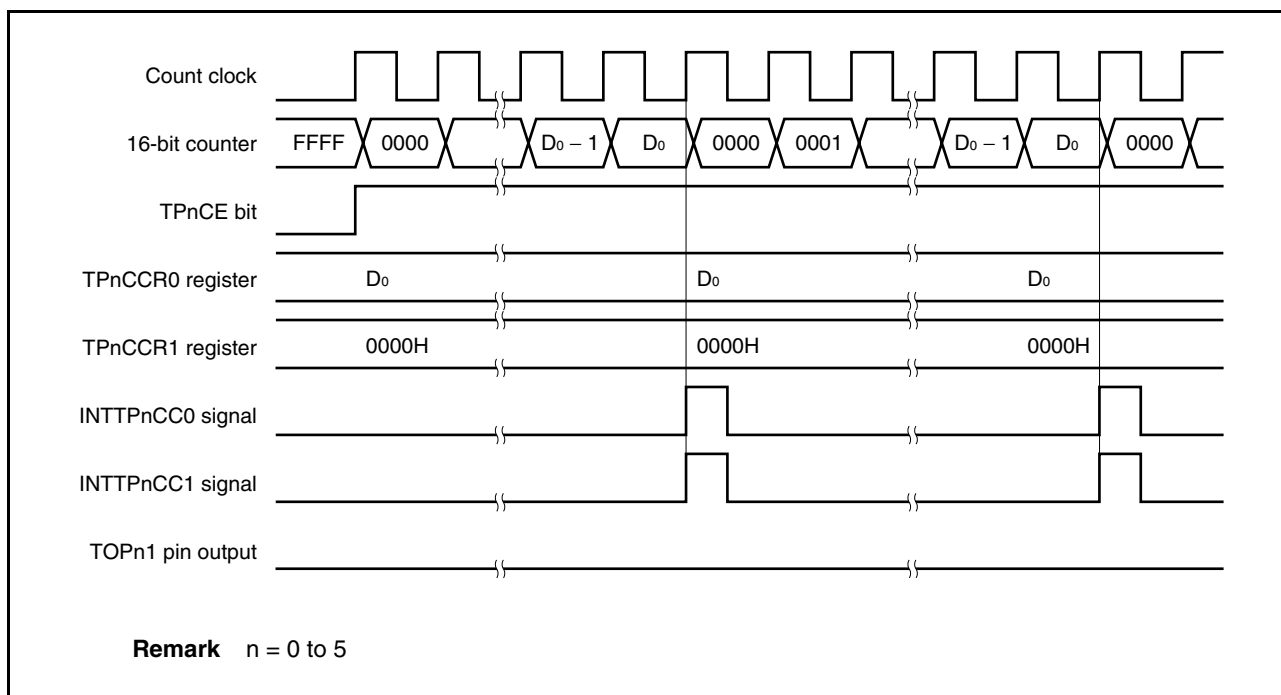 Count clock
16-bit counter FFFF 0000 D₀ – 1 D₀ 0000 0001 D₀ – 1 D₀ 0000
TPnCE bit
TPnCCR0 register D₀ D₀ D₀
TPnCCR1 register 0000H 0000H 0000H
INTTPnCC0 signal
INTTPnCC1 signal
TOPn1 pin output
Remark n = 0 to 5